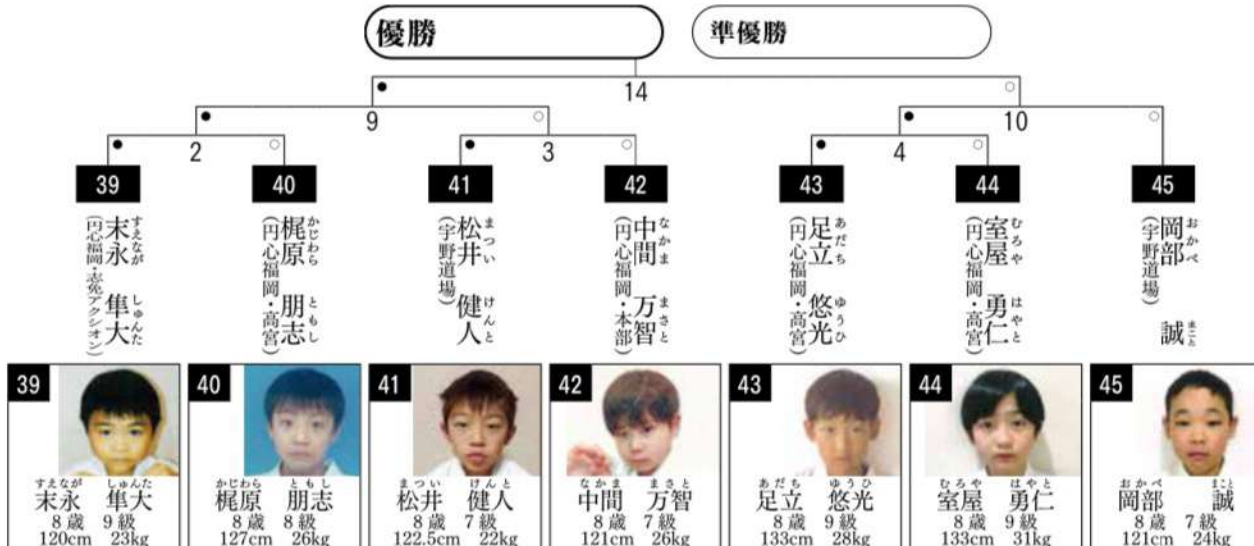 優勝
準優勝
● 14 ○
● 9 ○ ● 10 ○
● 2 ○ ● 3 ○ ● 4 ○
39 40 41 42 43 44 45
末永 隼大
すえなが しゅんた
(円心福岡・志免アクシオン)
梶原 朋志
かじわら ともし
(円心福岡・高宮)
松井 健人
まつい けんと
(宇野道場)
中間 万智
なかま まさと
(円心福岡・本部)
足立 悠光
あだち ゆうひ
(円心福岡・高宮)
室屋 勇仁
むろや はやと
(円心福岡・高宮)
岡部 誠
おかべ まこと
(宇野道場)
39
すえなが しゅんた
末永 隼大
8歳 9級
120cm 23kg
40
かじわら ともし
梶原 朋志
8歳 8級
127cm 26kg
41
まつい けんと
松井 健人
8歳 7級
122.5cm 22kg
42
なかま まさと
中間 万智
8歳 7級
121cm 26kg
43
あだち ゆうひ
足立 悠光
8歳 9級
133cm 28kg
44
むろや はやと
室屋 勇仁
8歳 9級
133cm 31kg
45
おかべ まこと
岡部 誠
8歳 7級
121cm 24kg